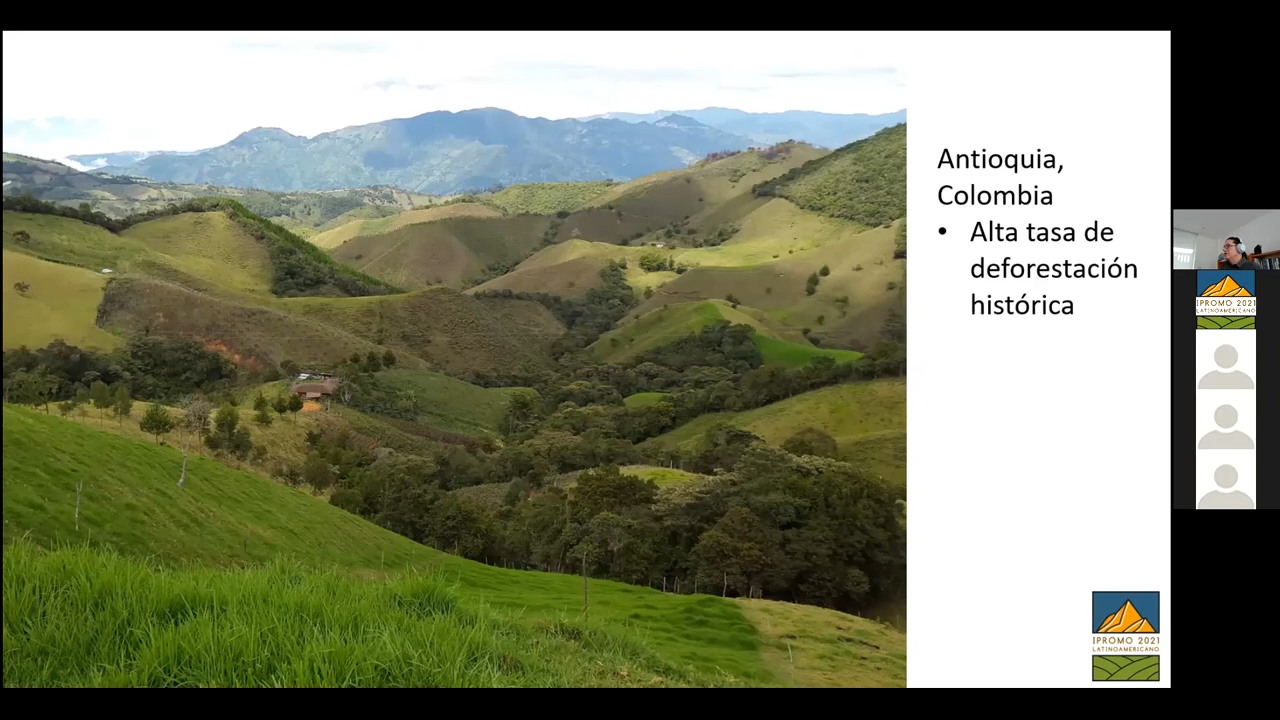 Antioquia,
Colombia
• Alta tasa de
deforestación
histórica
IPROMO 2021
LATINOAMERICANO
IPROMO 2021
LATINOAMERICANO